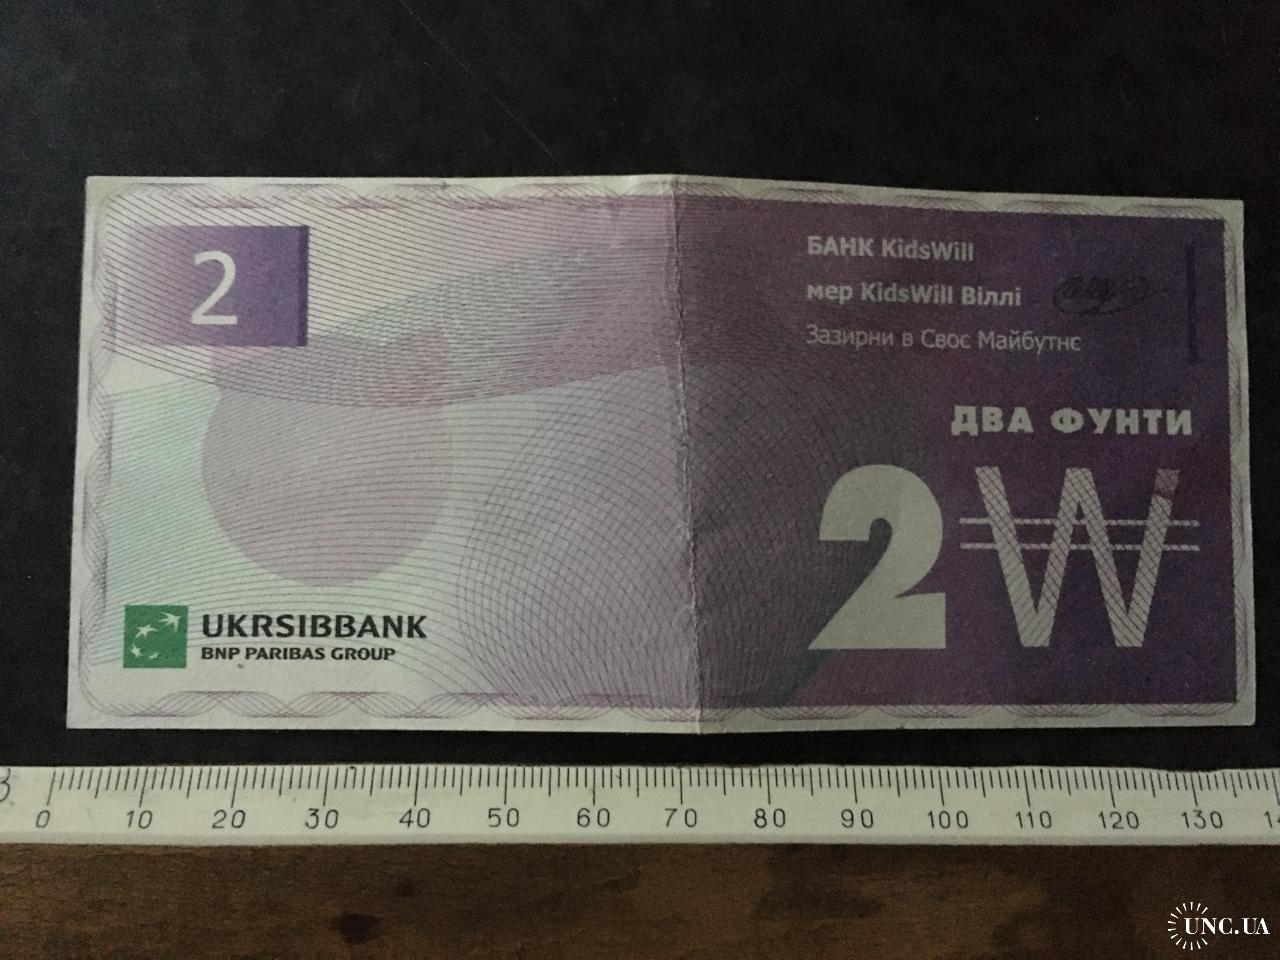 2
БАНК KidsWill
мер KidsWill Віллі
Зазирни в Своє Майбутнє
ДВА ФУНТИ
2 W
UKRSIBBANK
BNP PARIBAS GROUP
0 10 20 30 40 50 60 70 80 90 100 110 120 130
UNC.UA